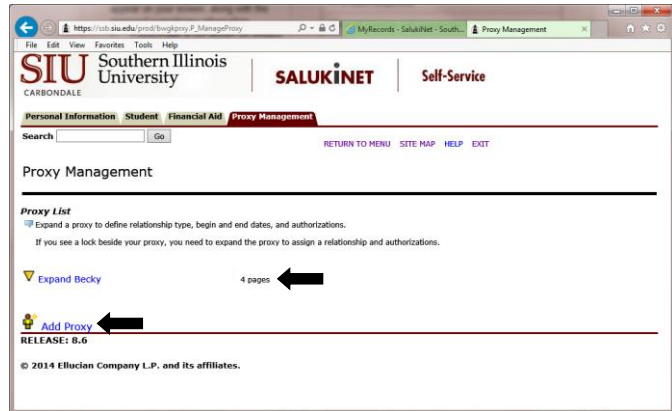 https://ssb.siu.edu/prod/bwgkprxy.P_ManageProxy
MyRecords - SalukiNet - South...
Proxy Management
File Edit View Favorites Tools Help
SIU Southern Illinois University
CARBONDALE
SALUKINET
Self-Service
Personal Information Student Financial Aid Proxy Management
Search Go
RETURN TO MENU SITE MAP HELP EXIT
Proxy Management
Proxy List
Expand a proxy to define relationship type, begin and end dates, and authorizations.
If you see a lock beside your proxy, you need to expand the proxy to assign a relationship and authorizations.
Expand Becky 4 pages
Add Proxy
RELEASE: 8.6
© 2014 Ellucian Company L.P. and its affiliates.